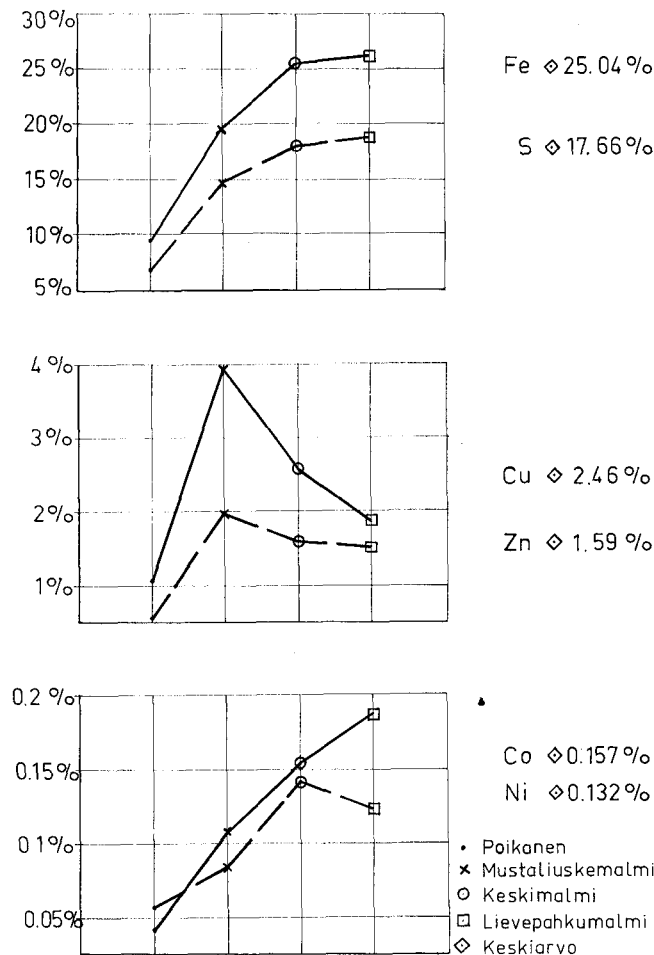 30%
25%
20%
15%
10%
5%
Fe ◇ 25.04 %
S ◇ 17.66 %
4 %
3%
2%
1%
Cu ◇ 2.46 %
Zn ◇ 1.59 %
0.2 %
0.15%
0.1%
0.05%
Co ◇ 0.157 %
Ni ◇ 0.132 %
Poikanen
Mustaliuskemalmi
Keskimalmi
Lievepahkumalmi
Keskiarvo